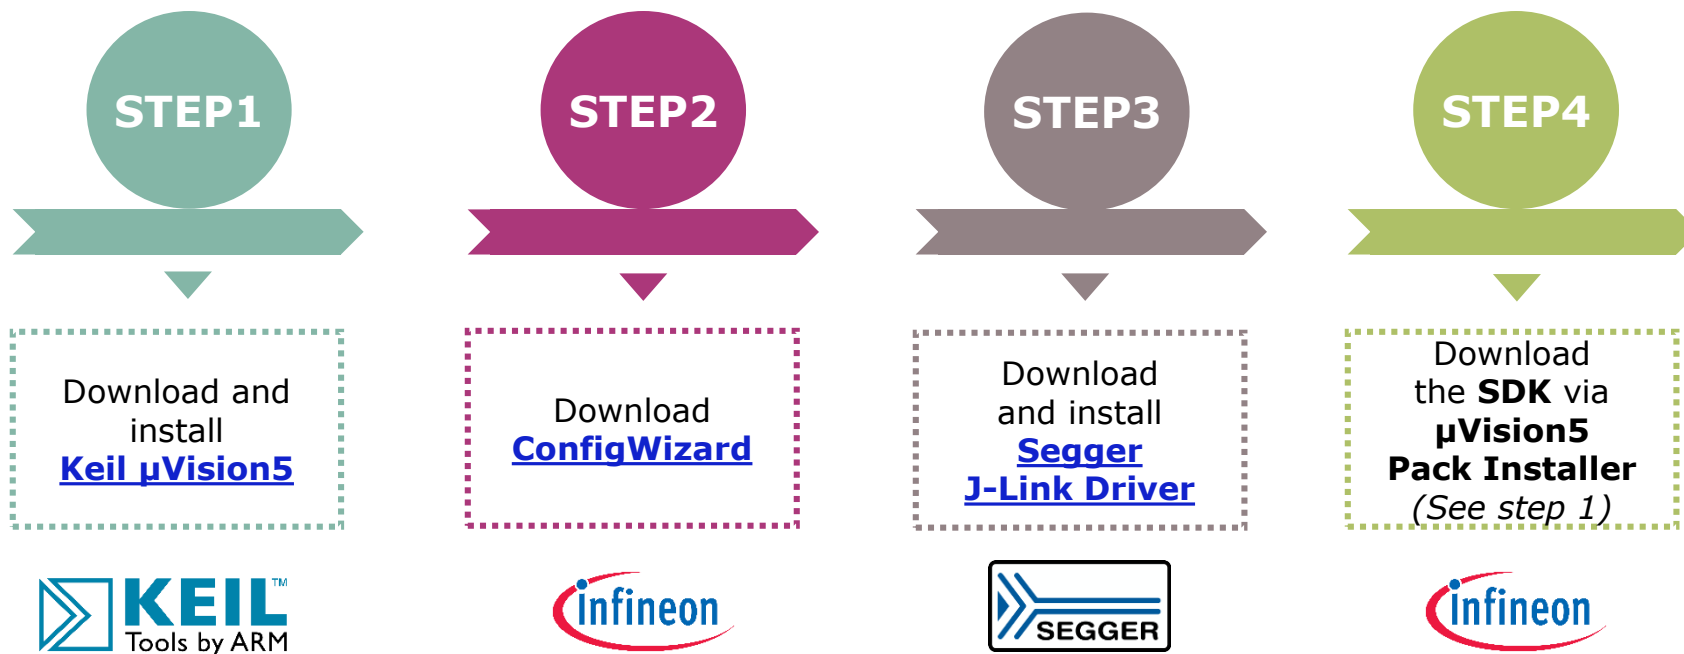 STEP1
STEP2
STEP3
STEP4
Download and
install
Keil µVision5
Download
ConfigWizard
Download
and install
Segger
J-Link Driver
Download
the SDK via
µVision5
Pack Installer
(See step 1)
KEIL™
Tools by ARM
infineon
SEGGER
infineon